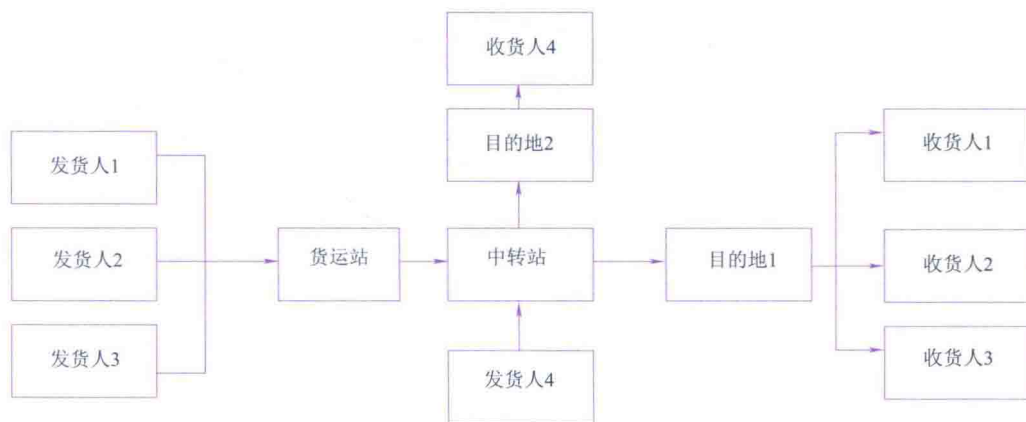 收货人4
目的地2
发货人1
收货人1
发货人2
货运站
中转站
目的地1
收货人2
发货人3
发货人4
收货人3